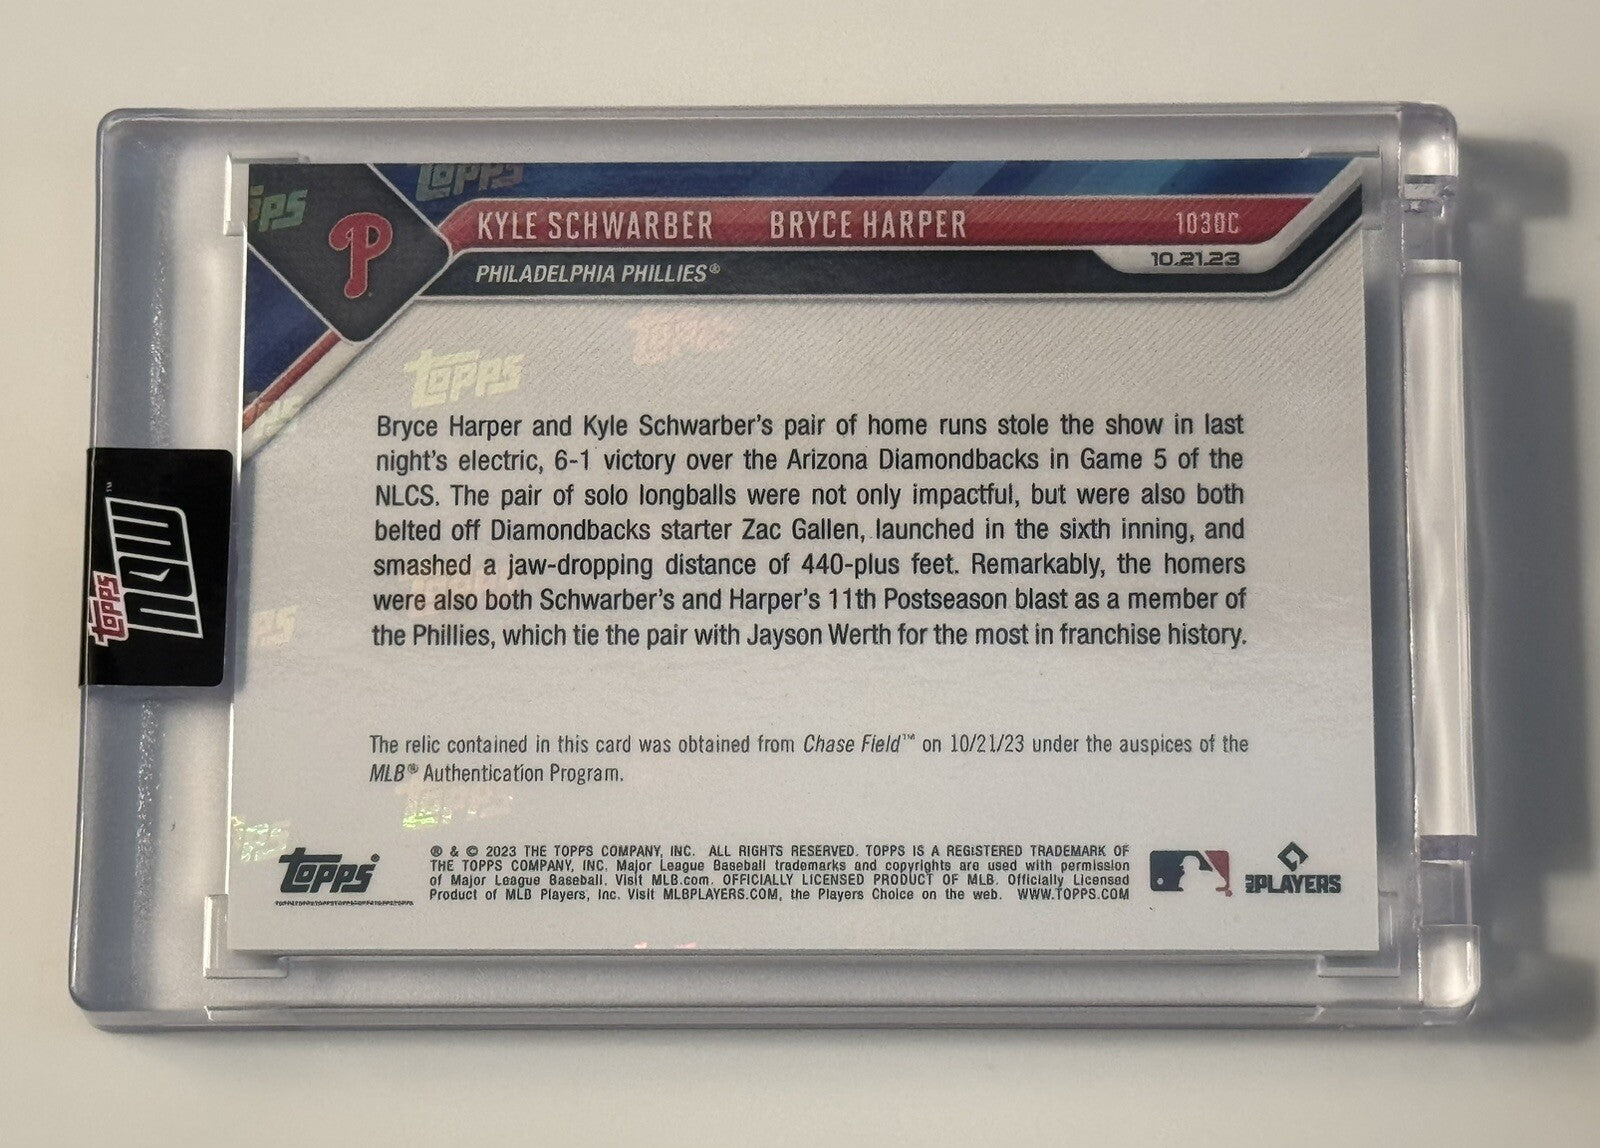 KYLE SCHWARBER BRYCE HARPER 1030C
PHILADELPHIA PHILLIES® 10.21.23
P
Topps
Topps
Topps
Bryce Harper and Kyle Schwarber's pair of home runs stole the show in last
night's electric, 6-1 victory over the Arizona Diamondbacks in Game 5 of the
NLCS. The pair of solo longballs were not only impactful, but were also both
belted off Diamondbacks starter Zac Gallen, launched in the sixth inning, and
smashed a jaw-dropping distance of 440-plus feet. Remarkably, the homers
were also both Schwarber's and Harper's 11th Postseason blast as a member of
the Phillies, which tie the pair with Jayson Werth for the most in franchise history.
topps now™
The relic contained in this card was obtained from Chase Field™ on 10/21/23 under the auspices of the
MLB® Authentication Program.
Topps®
® & © 2023 THE TOPPS COMPANY, INC. ALL RIGHTS RESERVED. TOPPS IS A REGISTERED TRADEMARK OF
THE TOPPS COMPANY, INC. Major League Baseball trademarks and copyrights are used with permission
of Major League Baseball. Visit MLB.com. OFFICIALLY LICENSED PRODUCT OF MLB. Officially Licensed
Product of MLB Players, Inc. Visit MLBPLAYERS.COM, the Players Choice on the web. WWW.TOPPS.COM
MLB PLAYERS